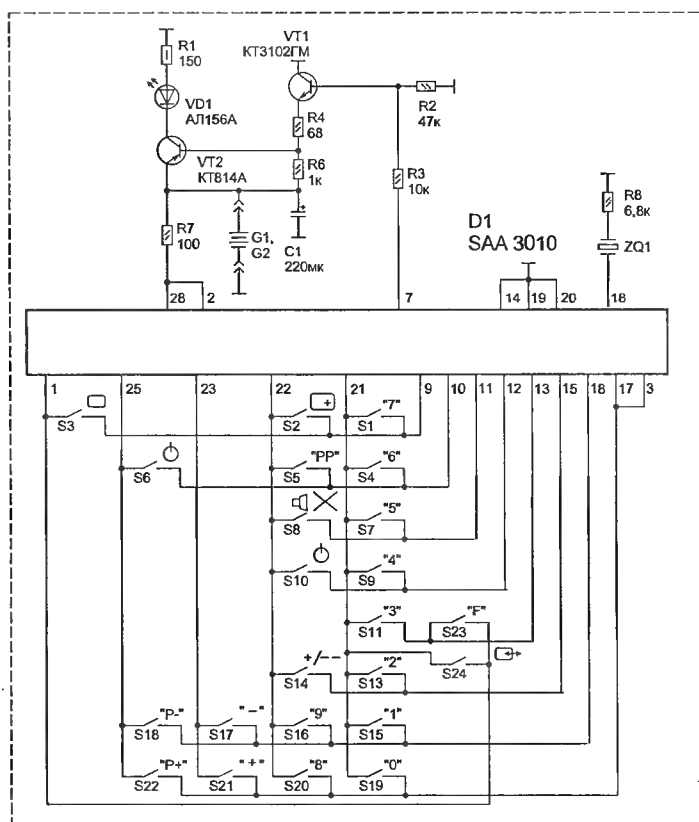 VT1
КТ3102ГМ
R1
150
VD1
АЛ156А
R2
47к
R4
68
VT2
КТ814А
R6
1к
R3
10к
R8
6,8к
D1
SAA 3010
ZQ1
R7
100
G1,
G2
C1
220мк
28 2 7 14 19 20 18
1 25 23 22 21 9 10 11 12 13 15 18 17 3
S3 S2 + "7" S1
S6 "PP" S5 "6" S4
S8 "5" S7
S10 "4" S9
"3" S11 "F" S23
+/-- S14 "2" S13 S24
"P-" S18 "–" S17 "9" S16 "1" S15
"P+" S22 "+" S21 "8" S20 "0" S19